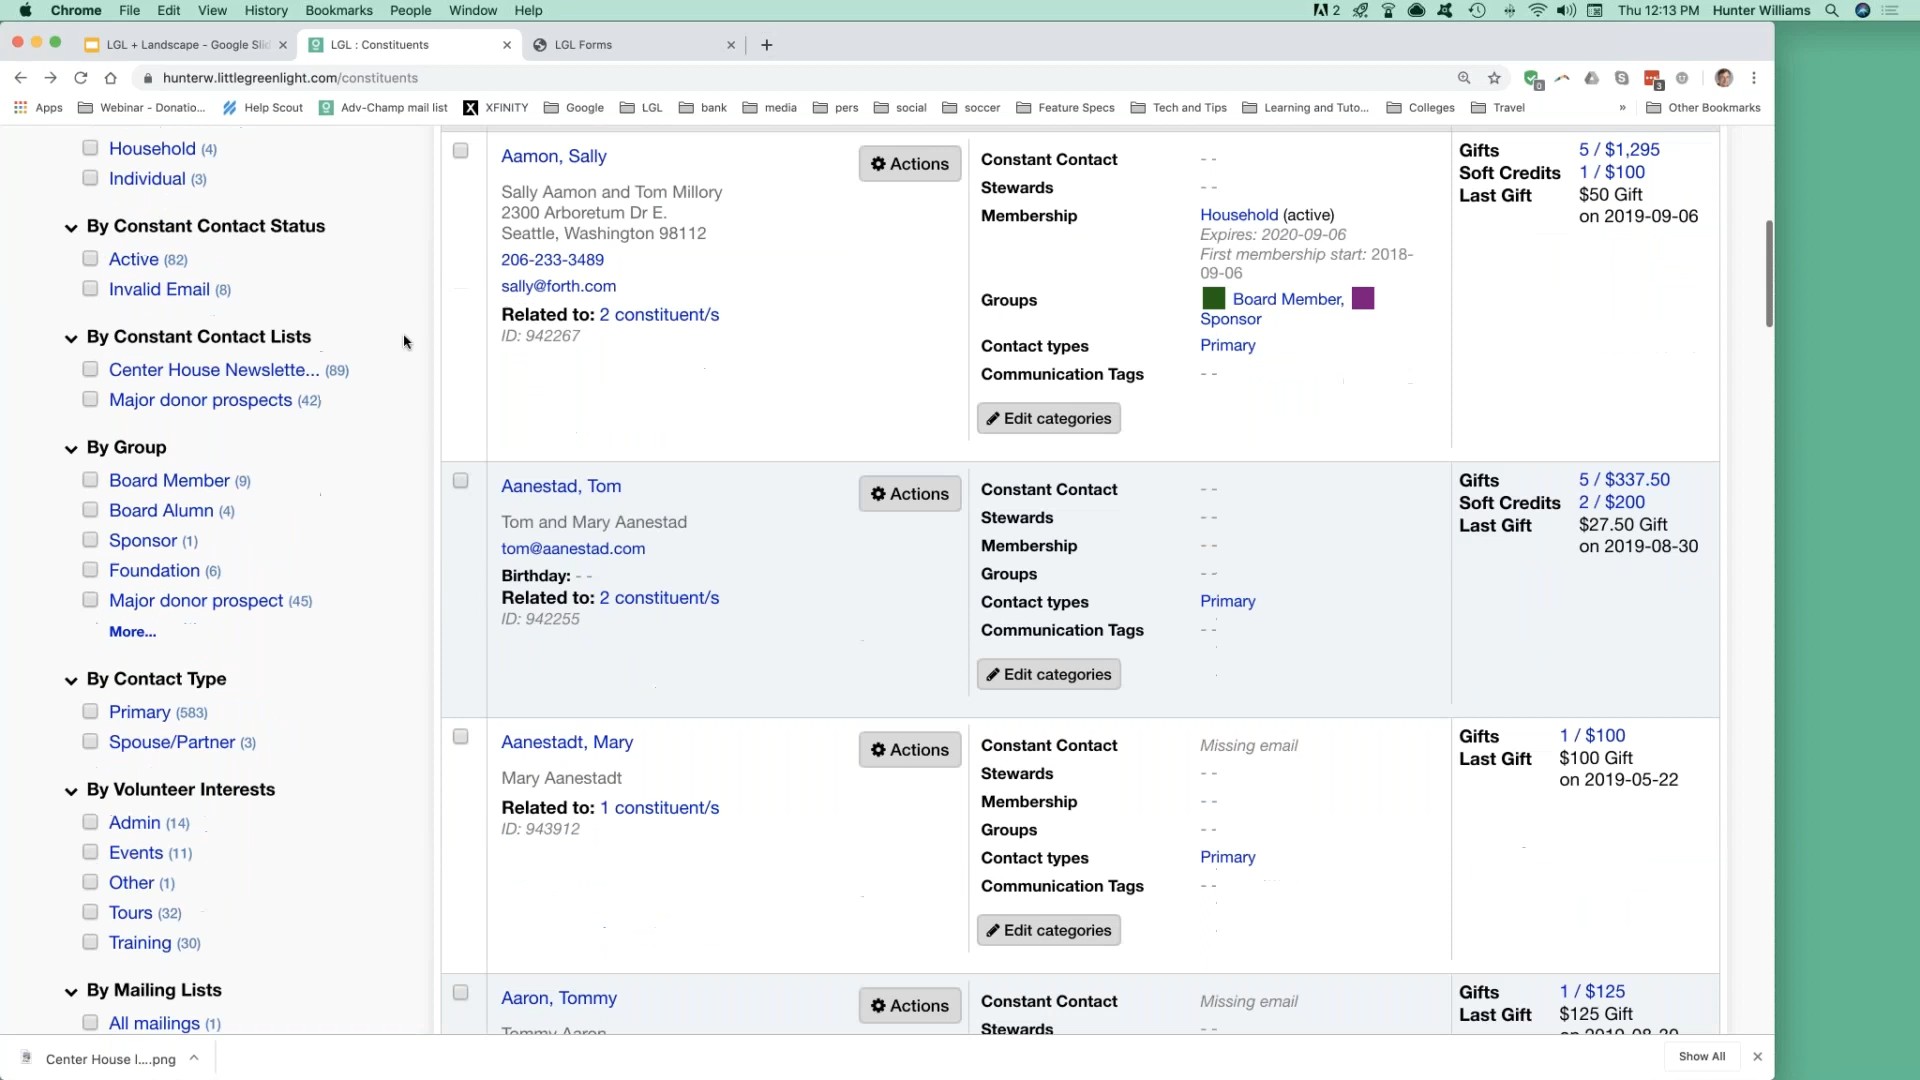 Chrome File Edit View History Bookmarks People Window Help 2 Thu 12:13 PM Hunter Williams
LGL + Landscape - Google Slid
LGL : Constituents
LGL Forms
hunterw.littlegreenlight.com/constituents
Apps Webinar - Donatio... Help Scout Adv-Champ mail list XFINITY Google LGL bank media pers social soccer Feature Specs Tech and Tips Learning and Tuto... Colleges Travel » Other Bookmarks
Household (4)
Individual (3)
By Constant Contact Status
Active (82)
Invalid Email (8)
By Constant Contact Lists
Center House Newslette... (89)
Major donor prospects (42)
By Group
Board Member (9)
Board Alumn (4)
Sponsor (1)
Foundation (6)
Major donor prospect (45)
More...
By Contact Type
Primary (583)
Spouse/Partner (3)
By Volunteer Interests
Admin (14)
Events (11)
Other (1)
Tours (32)
Training (30)
By Mailing Lists
All mailings (1)
Aamon, Sally
Actions
Sally Aamon and Tom Millory
2300 Arboretum Dr E.
Seattle, Washington 98112
206-233-3489
sally@forth.com
Related to: 2 constituent/s
ID: 942267
Constant Contact - -
Stewards - -
Membership Household (active)
Expires: 2020-09-06
First membership start: 2018-
09-06
Groups Board Member,
Sponsor
Contact types Primary
Communication Tags - -
Edit categories
Gifts 5 / $1,295
Soft Credits 1 / $100
Last Gift $50 Gift
on 2019-09-06
Aanestad, Tom
Actions
Tom and Mary Aanestad
tom@aanestad.com
Birthday: - -
Related to: 2 constituent/s
ID: 942255
Constant Contact - -
Stewards - -
Membership - -
Groups - -
Contact types Primary
Communication Tags - -
Edit categories
Gifts 5 / $337.50
Soft Credits 2 / $200
Last Gift $27.50 Gift
on 2019-08-30
Aanestadt, Mary
Actions
Mary Aanestadt
Related to: 1 constituent/s
ID: 943912
Constant Contact Missing email
Stewards - -
Membership - -
Groups - -
Contact types Primary
Communication Tags - -
Edit categories
Gifts 1 / $100
Last Gift $100 Gift
on 2019-05-22
Aaron, Tommy
Actions
Tommy Aaron
Constant Contact Missing email
Stewards - -
Gifts 1 / $125
Last Gift $125 Gift
on 2019-08-30
Center House l....png
Show All